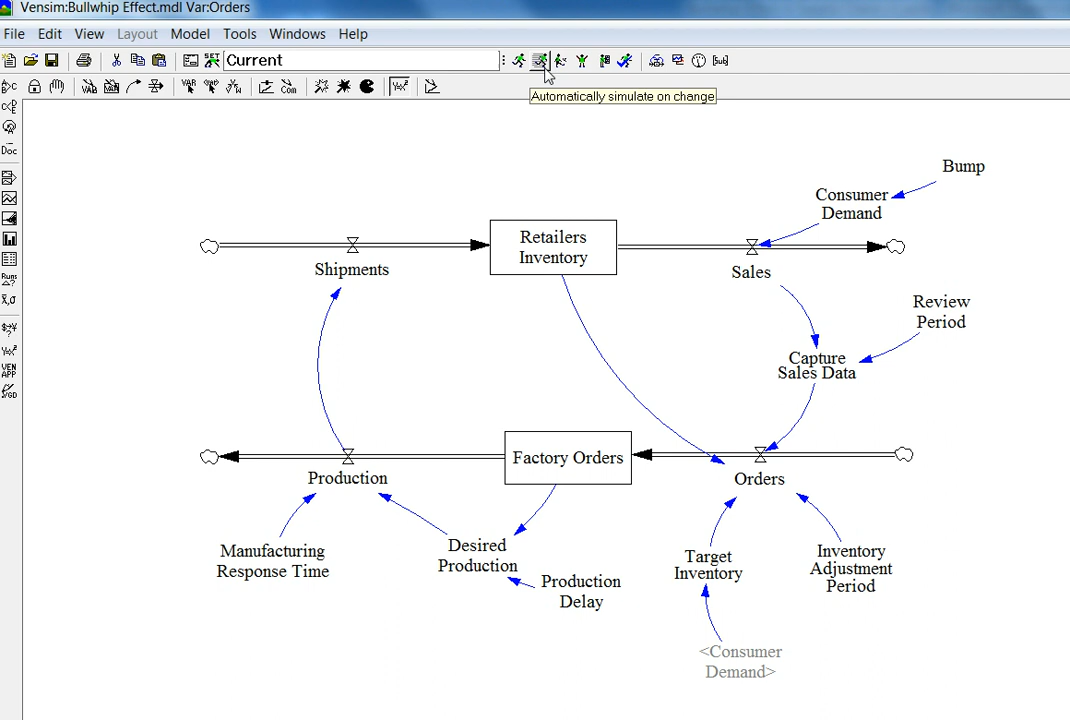 Vensim:Bullwhip Effect.mdl Var:Orders
File Edit View Layout Model Tools Windows Help
Current
Automatically simulate on change
Doc
Bump
Consumer
Demand
Retailers
Inventory
Shipments
Sales
Review
Period
Capture
Sales Data
Factory Orders
Production
Orders
Manufacturing
Response Time
Desired
Production
Production
Delay
Target
Inventory
Inventory
Adjustment
Period
<Consumer
Demand>